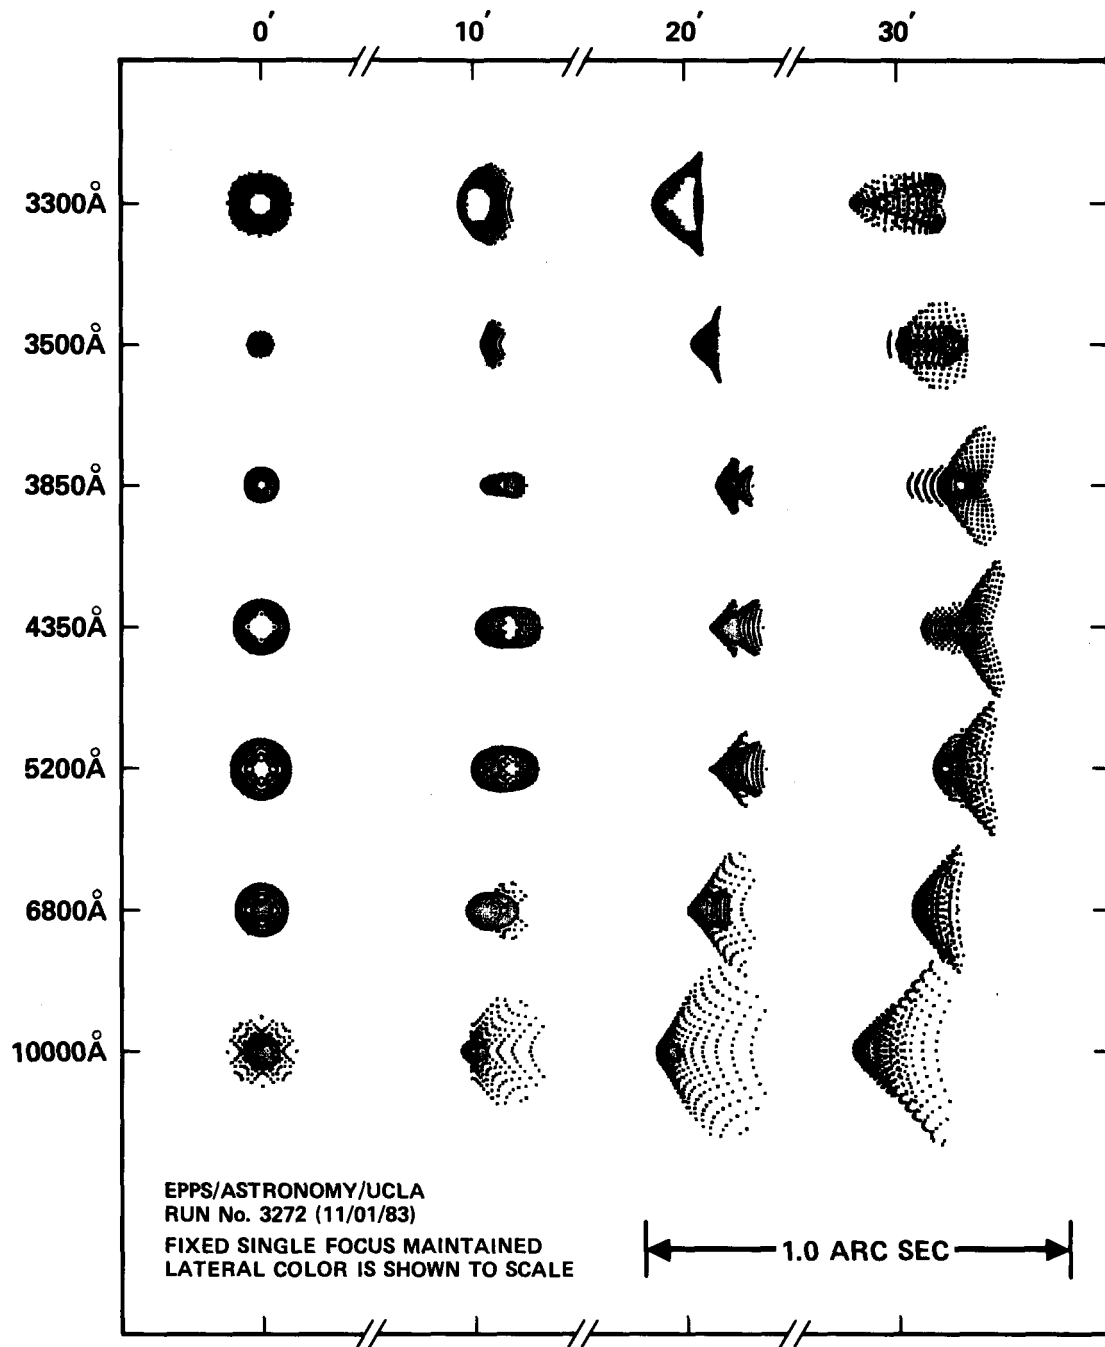 0′ 10′ 20′ 30′
3300Å
3500Å
3850Å
4350Å
5200Å
6800Å
10000Å
EPPS/ASTRONOMY/UCLA
RUN No. 3272 (11/01/83)
FIXED SINGLE FOCUS MAINTAINED
LATERAL COLOR IS SHOWN TO SCALE
1.0 ARC SEC